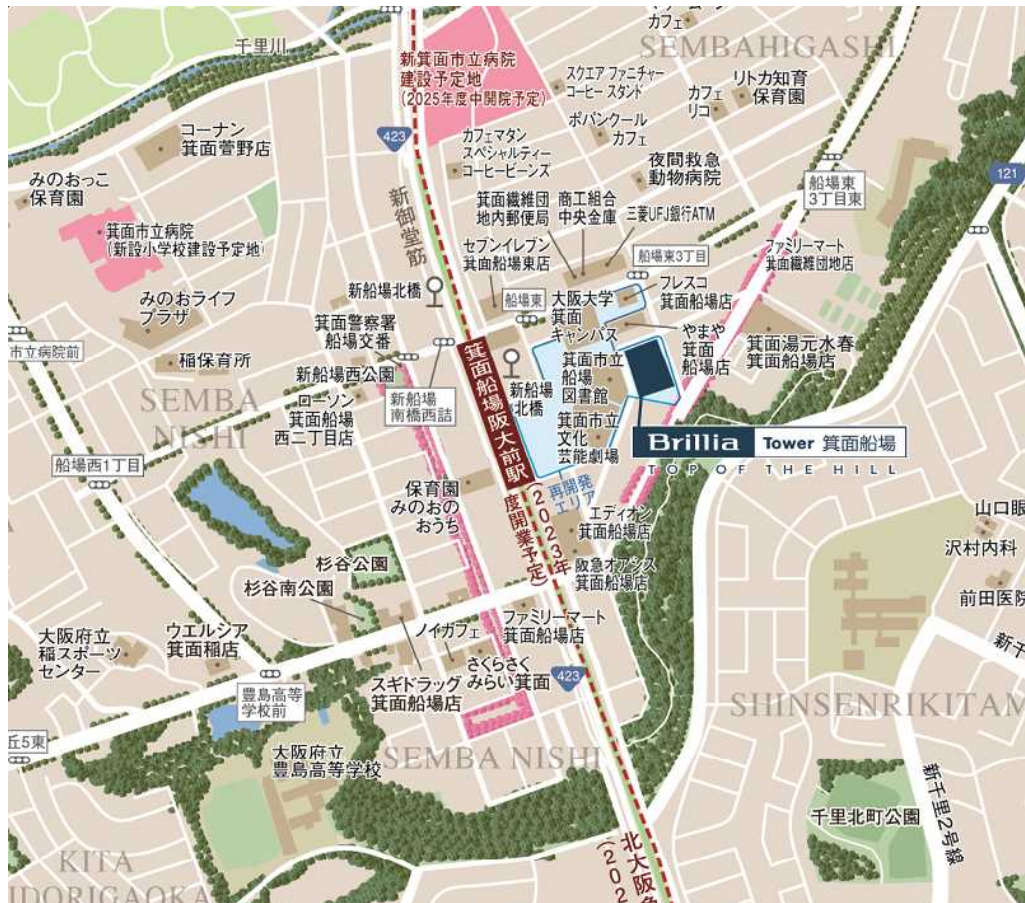 カフェ
SEMBAHIGASHI
千里川
新箕面市立病院
建設予定地
(2025年度中開院予定)
スクエア ファニチャー
コーヒー スタンド
リトカ知育
保育園
カフェ
リコ
ポパンクール
カフェ
コーナン
箕面萱野店
423
カフェマタン
スペシャルティー
コーヒービーンズ
夜間救急
動物病院
みのおっこ
保育園
121
船場東
3丁目東
新御堂筋
箕面繊維団
地内郵便局
商工組合
中央金庫
三菱UFJ銀行ATM
箕面市立病院
(新設小学校建設予定地)
セブンイレブン
箕面船場東店
船場東3丁目
ファミリーマート
箕面繊維団地店
新船場北橋
船場東
大阪大学
箕面
キャンパス
フレスコ
箕面船場店
みのおライフ
プラザ
箕面警察署
船場交番
やまや
箕面
船場店
箕面湯元水春
箕面船場店
市立病院前
稲保育所
新船場西公園
箕面船場阪大前駅
(2023年
度開業予定)
新船場
北橋
箕面市立
船場
図書館
SEMBA
NISHI
ローソン
箕面船場
西二丁目店
新船場
南橋西詰
箕面市立
文化
芸能劇場
Brillia Tower 箕面船場
TOP OF THE HILL
船場西1丁目
保育園
みのおの
おうち
再開発
エリア
エディオン
箕面船場店
山口眼
沢村内科
前田医院
杉谷公園
阪急オアシス
箕面船場店
杉谷南公園
大阪府立
稲スポーツ
センター
ウエルシア
箕面稲店
ノイカフェ
ファミリーマート
箕面船場店
新千
さくらさく
みらい箕面
423
スギドラッグ
箕面船場店
豊島高等
学校前
SHINSENRIKITAM
丘5東
大阪府立
豊島高等学校
SEMBA NISHI
千里北町公園
新千里2号線
北大阪急
(202
KITA
IDORIGAOKA